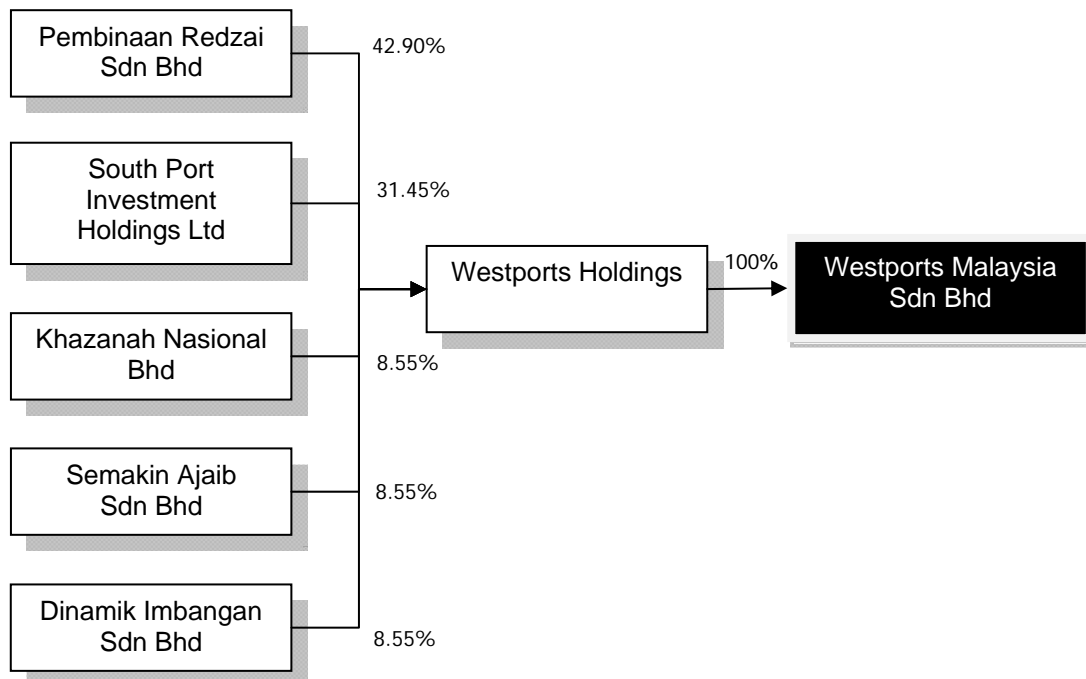 Pembinaan Redzai
Sdn Bhd
42.90%
South Port
Investment
Holdings Ltd
31.45%
Khazanah Nasional
Bhd
8.55%
Semakin Ajaib
Sdn Bhd
8.55%
Dinamik Imbangan
Sdn Bhd
8.55%
Westports Holdings
100%
Westports Malaysia
Sdn Bhd